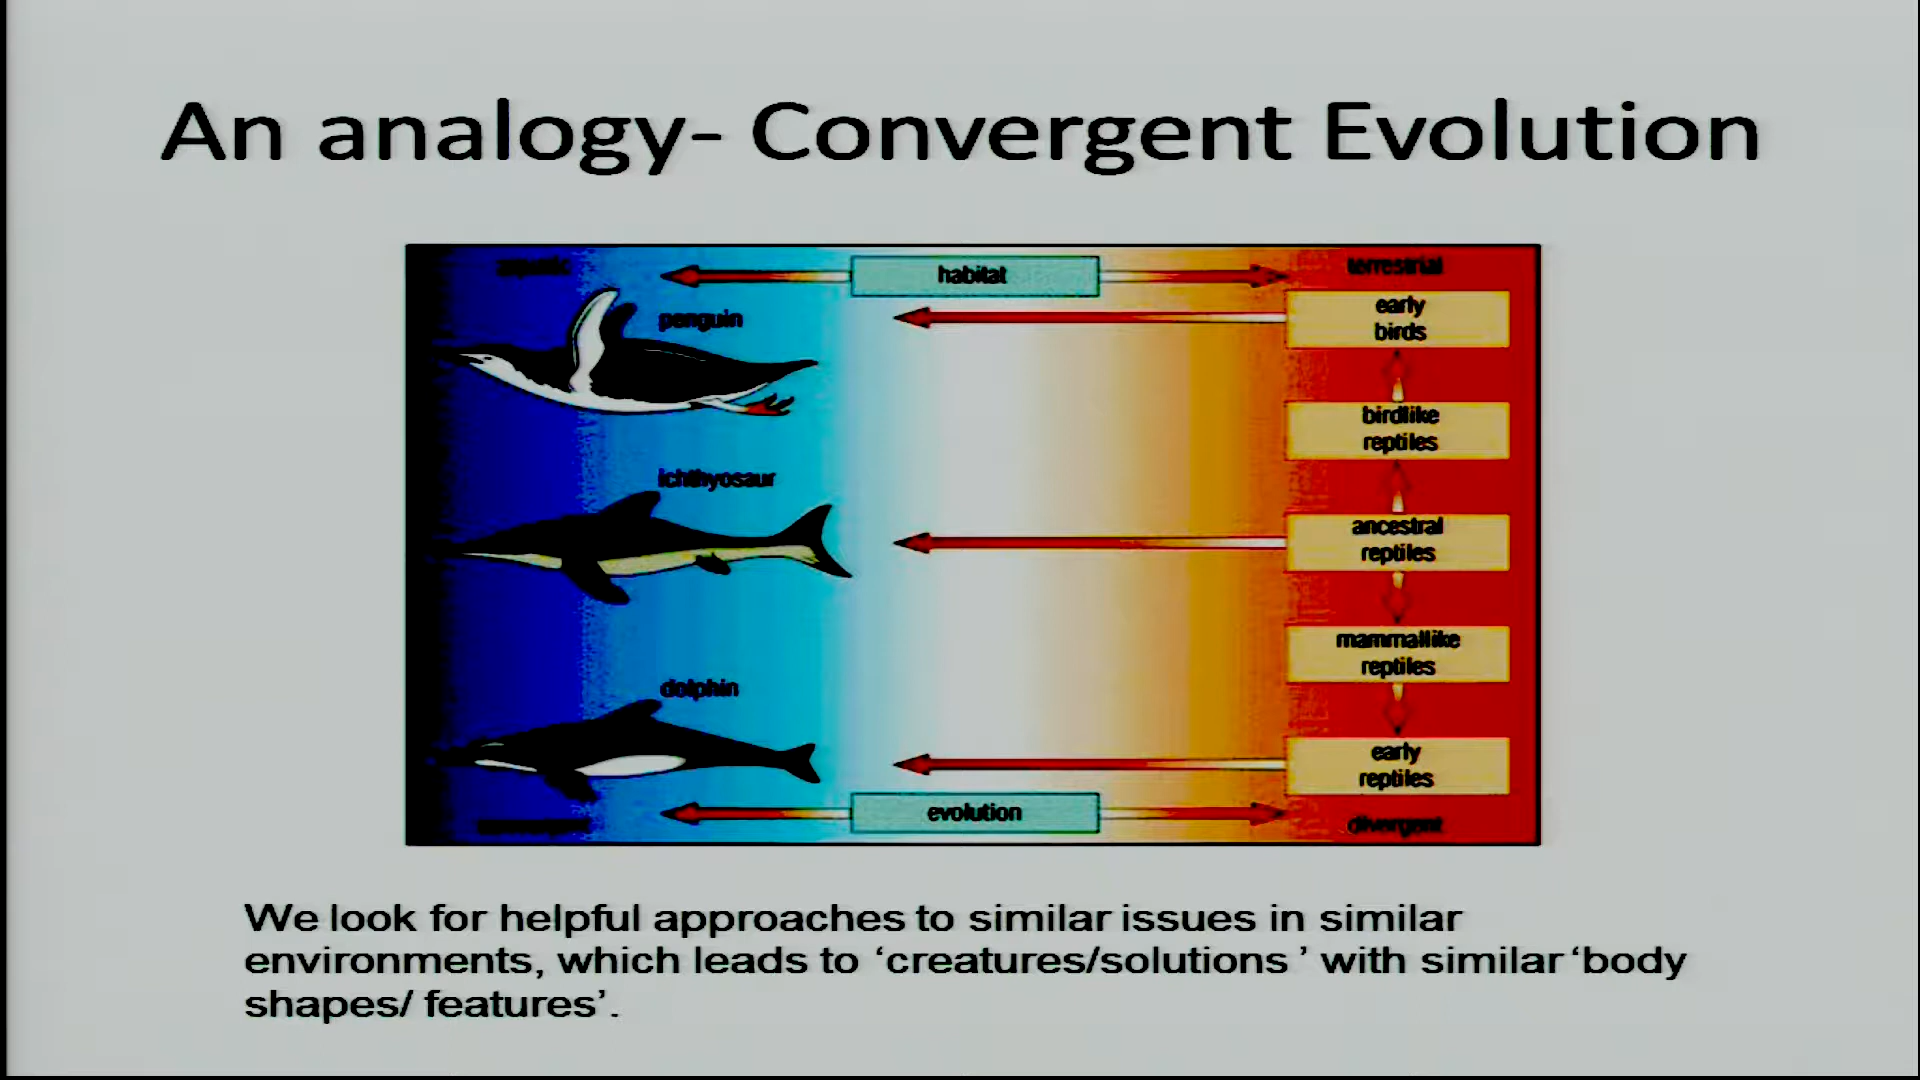 An analogy- Convergent Evolution
aquatic
habitat
terrestrial
penguin
early
birds
birdlike
reptiles
ichthyosaur
ancestral
reptiles
mammallike
reptiles
dolphin
early
reptiles
evolution
divergent
We look for helpful approaches to similar issues in similar
environments, which leads to ‘creatures/solutions ’ with similar ‘body
shapes/ features’.